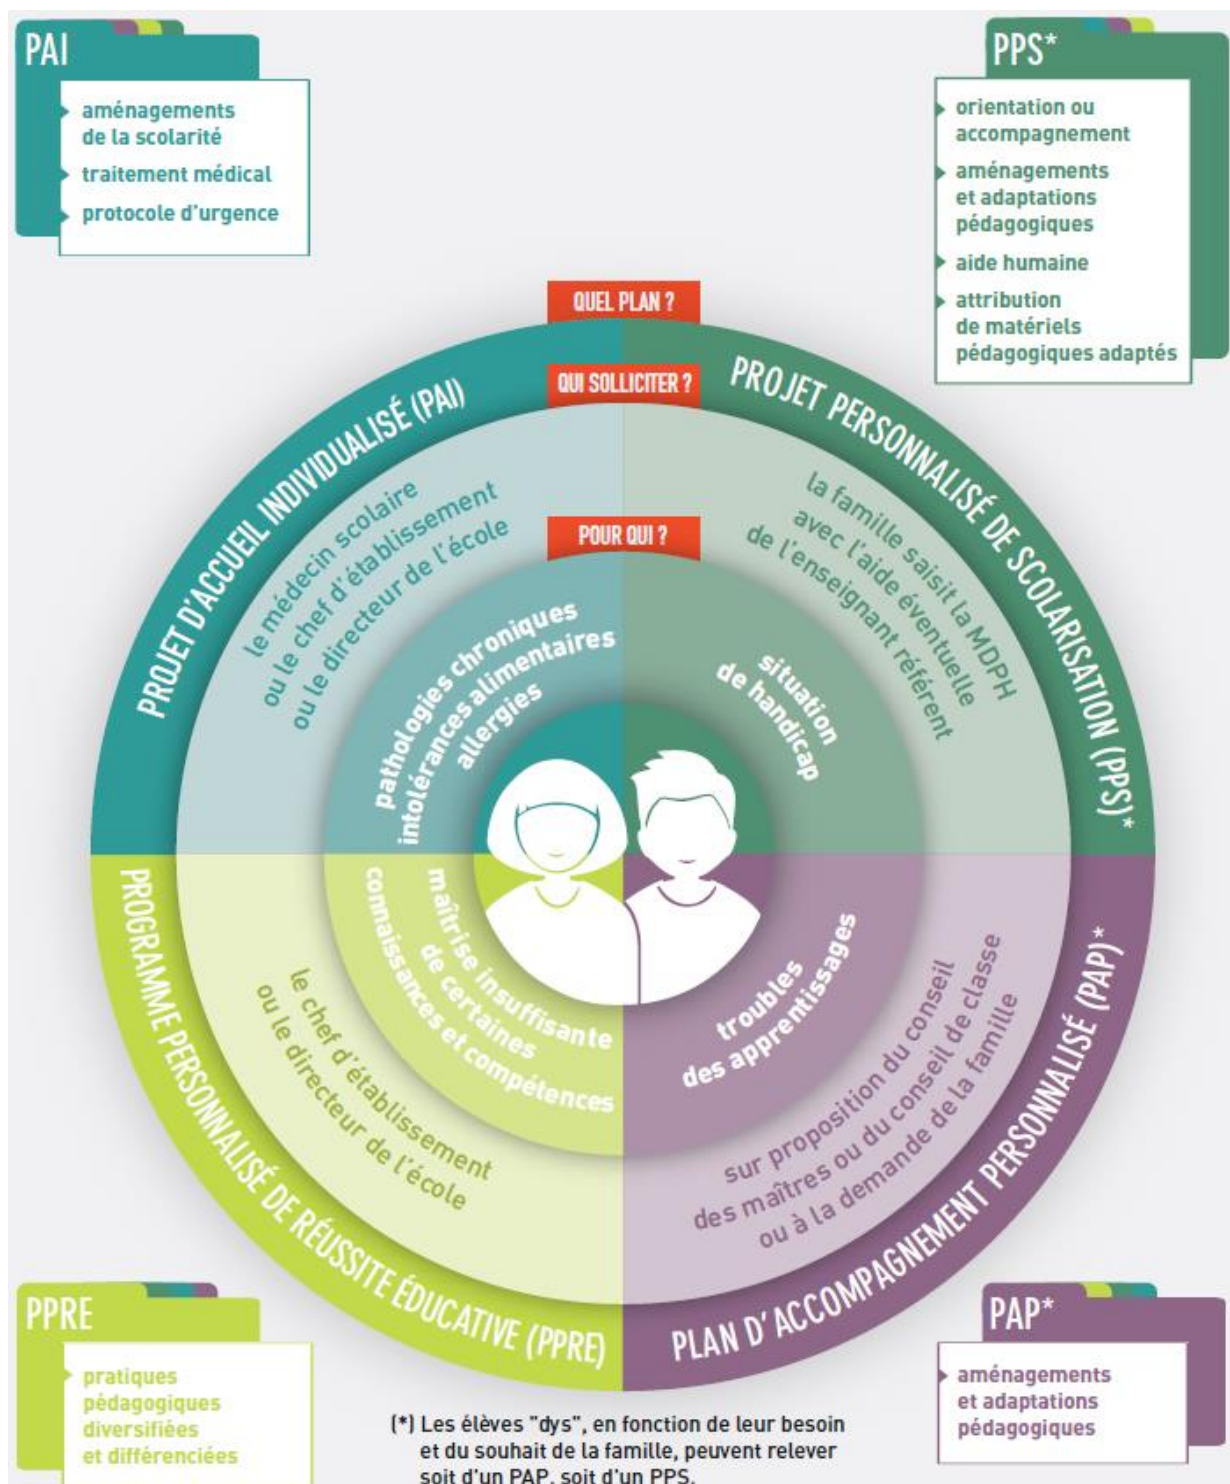 PAI
aménagements
de la scolarité
traitement médical
protocole d'urgence
PPS*
orientation ou
accompagnement
aménagements
et adaptations
pédagogiques
aide humaine
attribution
de matériels
pédagogiques adaptés
QUEL PLAN ?
QUI SOLLICITER ?
POUR QUI ?
PROJET D'ACCUEIL INDIVIDUALISÉ (PAI)
le médecin scolaire
ou le chef d'établissement
ou le directeur de l'école
pathologies chroniques
intolérances alimentaires
allergies
PROJET PERSONNALISÉ DE SCOLARISATION (PPS)*
la famille saisit la MDPH
avec l'aide éventuelle
de l'enseignant référent
situation
de handicap
PROGRAMME PERSONNALISÉ DE RÉUSSITE ÉDUCATIVE (PPRE)
le chef d'établissement
ou le directeur de l'école
maîtrise insuffisante
de certaines
connaissances et compétences
PLAN D'ACCOMPAGNEMENT PERSONNALISÉ (PAP)*
troubles
des apprentissages
sur proposition du conseil
des maîtres ou du conseil de classe
ou à la demande de la famille
PPRE
pratiques
pédagogiques
diversifiées
et différenciées
PAP*
aménagements
et adaptations
pédagogiques
(*) Les élèves "dys", en fonction de leur besoin
et du souhait de la famille, peuvent relever
soit d'un PAP, soit d'un PPS.